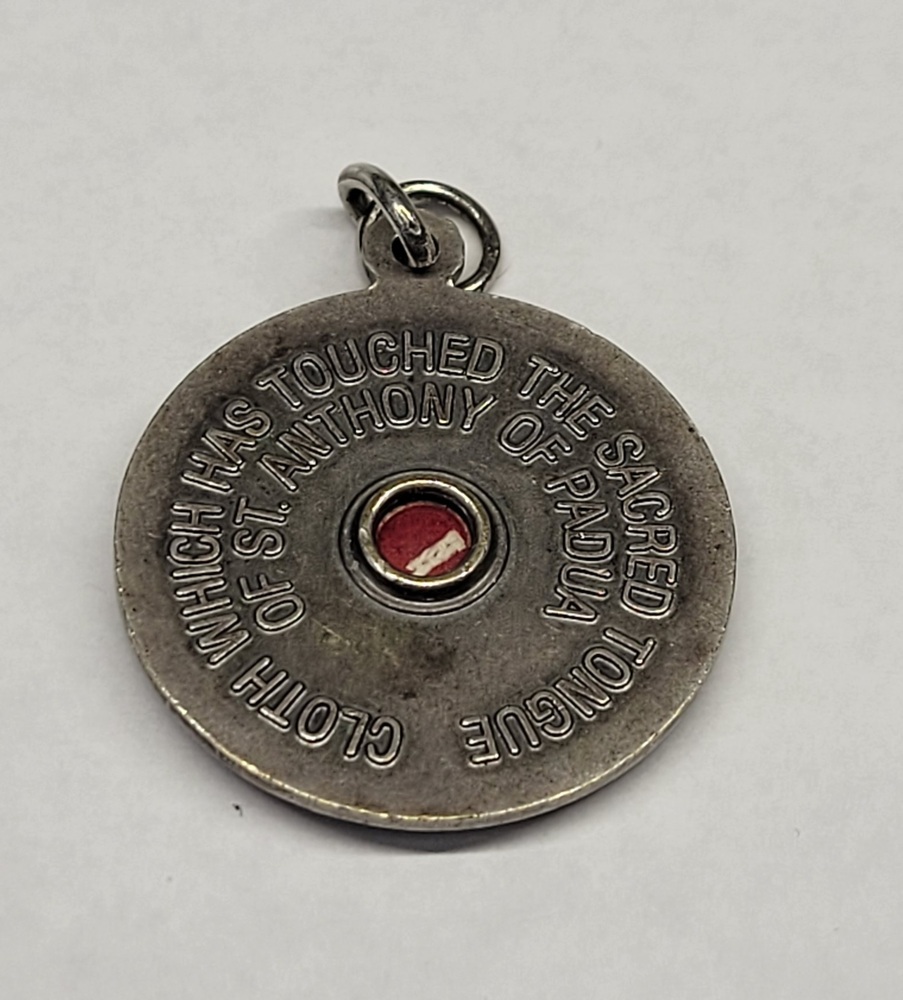 CLOTH WHICH HAS TOUCHED THE SACRED TONGUE
OF ST. ANTHONY OF PADUA